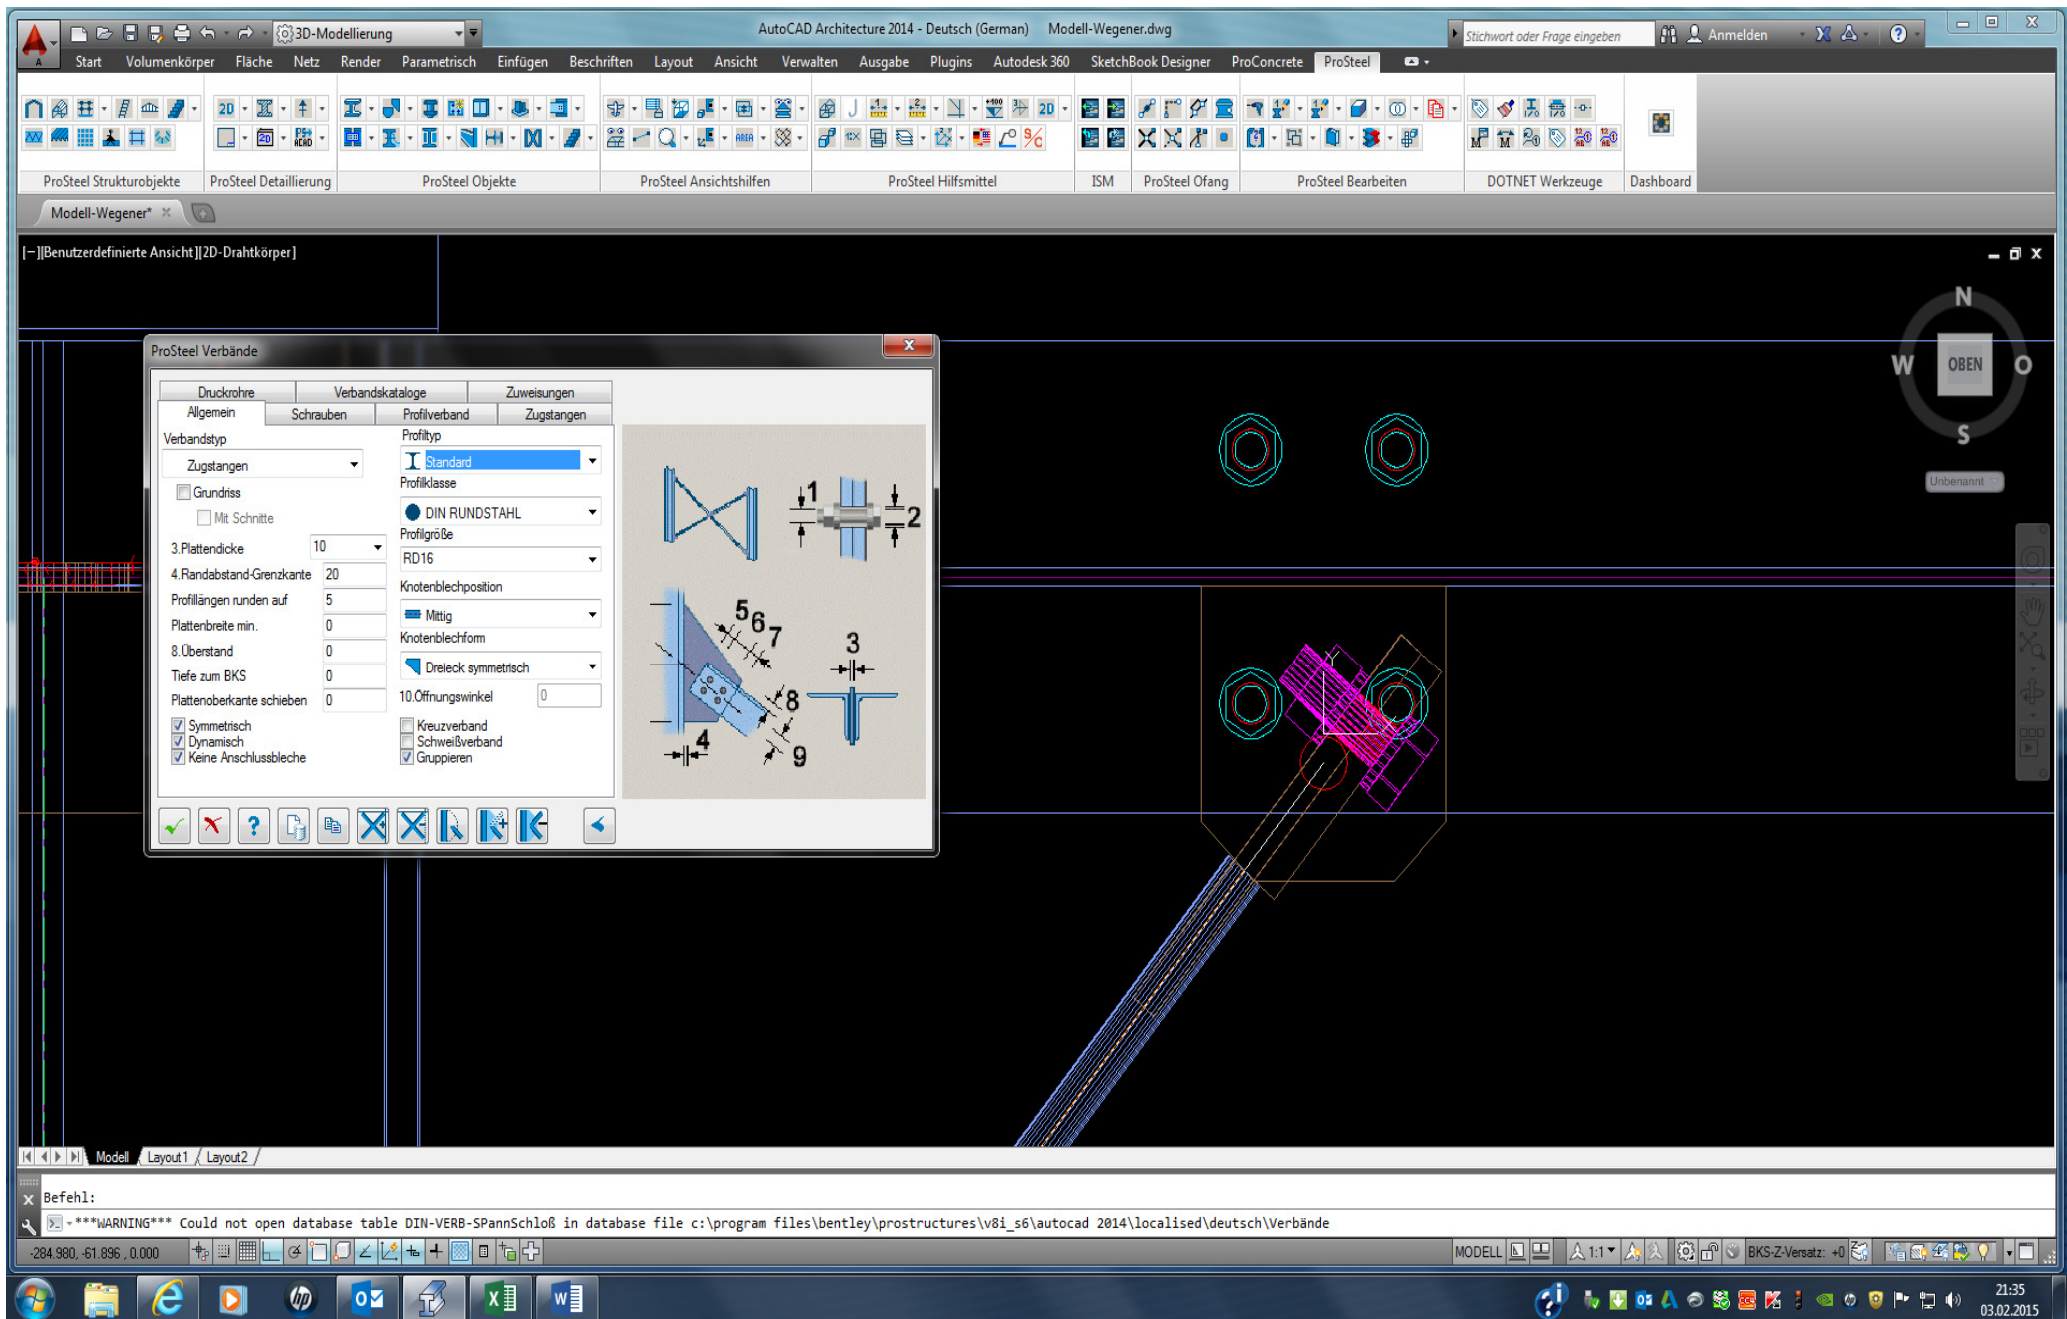 3D-Modellierung
AutoCAD Architecture 2014 - Deutsch (German) Modell-Wegener.dwg
Stichwort oder Frage eingeben
Anmelden
Start Volumenkörper Fläche Netz Render Parametrisch Einfügen Beschriften Layout Ansicht Verwalten Ausgabe Plugins Autodesk 360 SketchBook Designer ProConcrete ProSteel
ProSteel Strukturobjekte ProSteel Detaillierung ProSteel Objekte ProSteel Ansichtshilfen ProSteel Hilfsmittel ISM ProSteel Ofang ProSteel Bearbeiten DOTNET Werkzeuge Dashboard
Modell-Wegener*
[−][Benutzerdefinierte Ansicht][2D-Drahtkörper]
N
W OBEN O
S
Unbenannt
ProSteel Verbände
Druckrohre Verbandskataloge Zuweisungen
Allgemein Schrauben Profilverband Zugstangen
Verbandstyp
Zugstangen
Grundriss
Mit Schnitte
3.Plattendicke 10
4.Randabstand-Grenzkante 20
Profillängen runden auf 5
Plattenbreite min. 0
8.Überstand 0
Tiefe zum BKS 0
Plattenoberkante schieben 0
Symmetrisch
Dynamisch
Keine Anschlussbleche
Profiltyp
Standard
Profilklasse
DIN RUNDSTAHL
Profilgröße
RD16
Knotenblechposition
Mittig
Knotenblechform
Dreieck symmetrisch
10.Öffnungswinkel 0
Kreuzverband
Schweißverband
Gruppieren
1
2
5
6
7
3
8
4
9
Y
Modell Layout1 Layout2
Befehl:
***WARNING*** Could not open database table DIN-VERB-SPannSchloß in database file c:\program files\bentley\prostructures\v8i_s6\autocad 2014\localised\deutsch\Verbände
-284.980, -61.896 , 0.000
MODELL
1:1
BKS-Z-Versatz: +0
21:35
03.02.2015